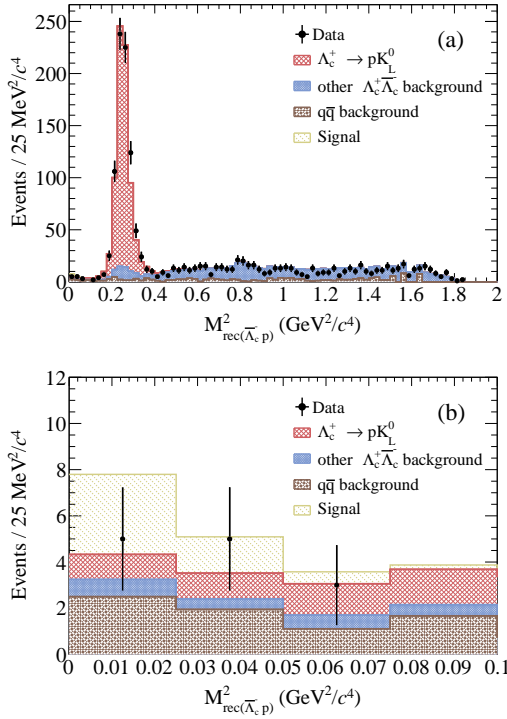 (a)
Data
Λc+ → pKL0
other Λc+Λ̅c- background
qq̅ background
Signal
Events / 25 MeV²/c⁴
250
200
150
100
50
0
0 0.2 0.4 0.6 0.8 1 1.2 1.4 1.6 1.8 2
M²rec(Λ̅c- p) (GeV²/c⁴)
(b)
Data
Λc+ → pKL0
other Λc+Λ̅c- background
qq̅ background
Signal
Events / 25 MeV²/c⁴
12
10
8
6
4
2
0
0 0.01 0.02 0.03 0.04 0.05 0.06 0.07 0.08 0.09 0.1
M²rec(Λ̅c- p) (GeV²/c⁴)